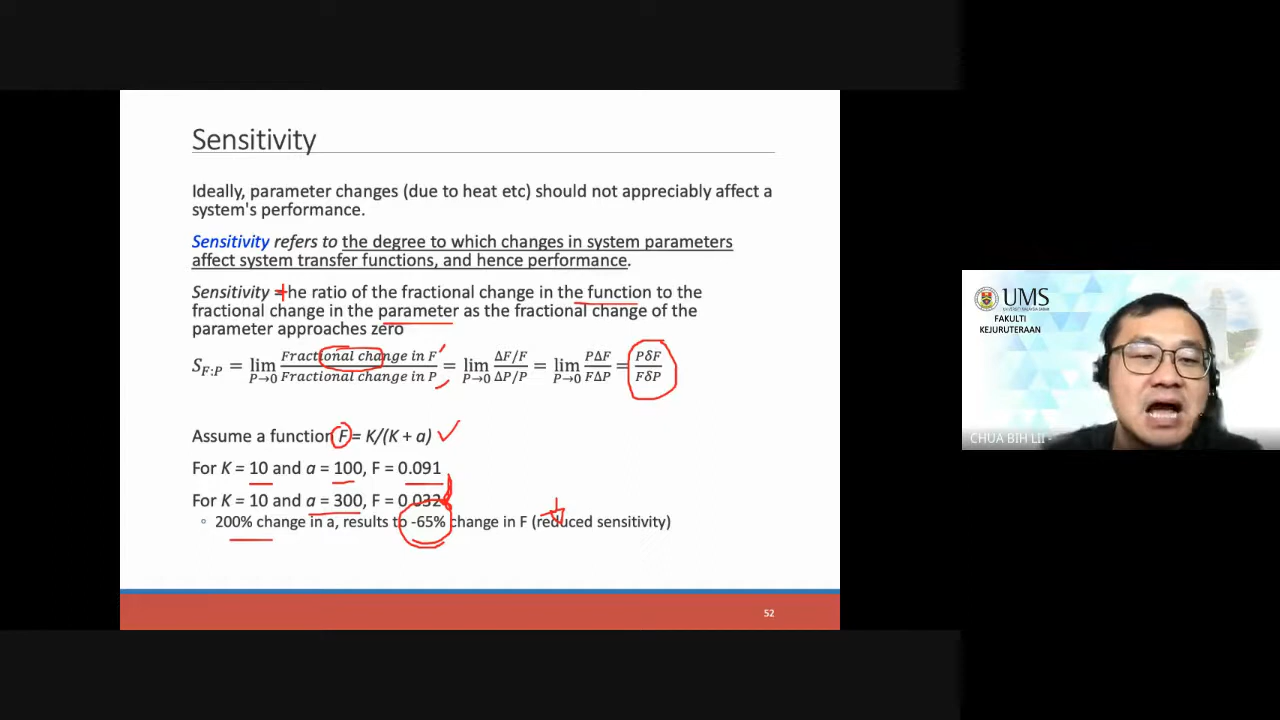 Sensitivity
Ideally, parameter changes (due to heat etc) should not appreciably affect a
system's performance.
Sensitivity refers to the degree to which changes in system parameters
affect system transfer functions, and hence performance.
Sensitivity = the ratio of the fractional change in the function to the
fractional change in the parameter as the fractional change of the
parameter approaches zero
S_{F:P} = lim_{P→0} Fractional change in F / Fractional change in P = lim_{P→0} ΔF/F / ΔP/P = lim_{P→0} PΔF / FΔP = PδF / FδP
Assume a function F = K/(K + a)
For K = 10 and a = 100, F = 0.091
For K = 10 and a = 300, F = 0.032
◦ 200% change in a, results to -65% change in F (reduced sensitivity)
52
UMS
UNIVERSITI MALAYSIA SABAH
FAKULTI
KEJURUTERAAN
CHUA BIH LII -